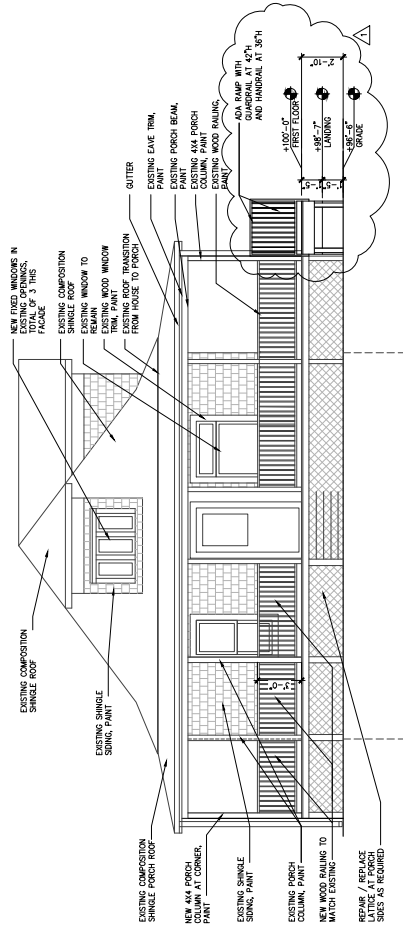 EXISTING COMPOSITION
SHINGLE ROOF
NEW FIXED WINDOWS IN
EXISTING OPENINGS,
TOTAL OF 3 THIS
FACADE
EXISTING COMPOSITION
SHINGLE ROOF
EXISTING WINDOW TO
REMAIN
EXISTING WOOD WINDOW
TRIM, PAINT
EXISTING ROOF TRANSITION
FROM HOUSE TO PORCH
GUTTER
EXISTING EAVE TRIM,
PAINT
EXISTING PORCH BEAM,
PAINT
EXISTING 4X4 PORCH
COLUMN, PAINT
EXISTING WOOD RAILING,
PAINT
ADA RAMP WITH
GUARDRAIL AT 42"H
AND HANDRAIL AT 36"H
+100'-0"
FIRST FLOOR
+98'-7"
LANDING
+96'-6"
GRADE
1'-5"
1'-5"
2'-10"
1
EXISTING SHINGLE
SIDING, PAINT
EXISTING COMPOSITION
SHINGLE PORCH ROOF
NEW 4X4 PORCH
COLUMN AT CORNER,
PAINT
EXISTING SHINGLE
SIDING, PAINT
EXISTING PORCH
COLUMN, PAINT
NEW WOOD RAILING TO
MATCH EXISTING
REPAIR / REPLACE
LATTICE AT PORCH
SIDES AS REQUIRED
3'-0"